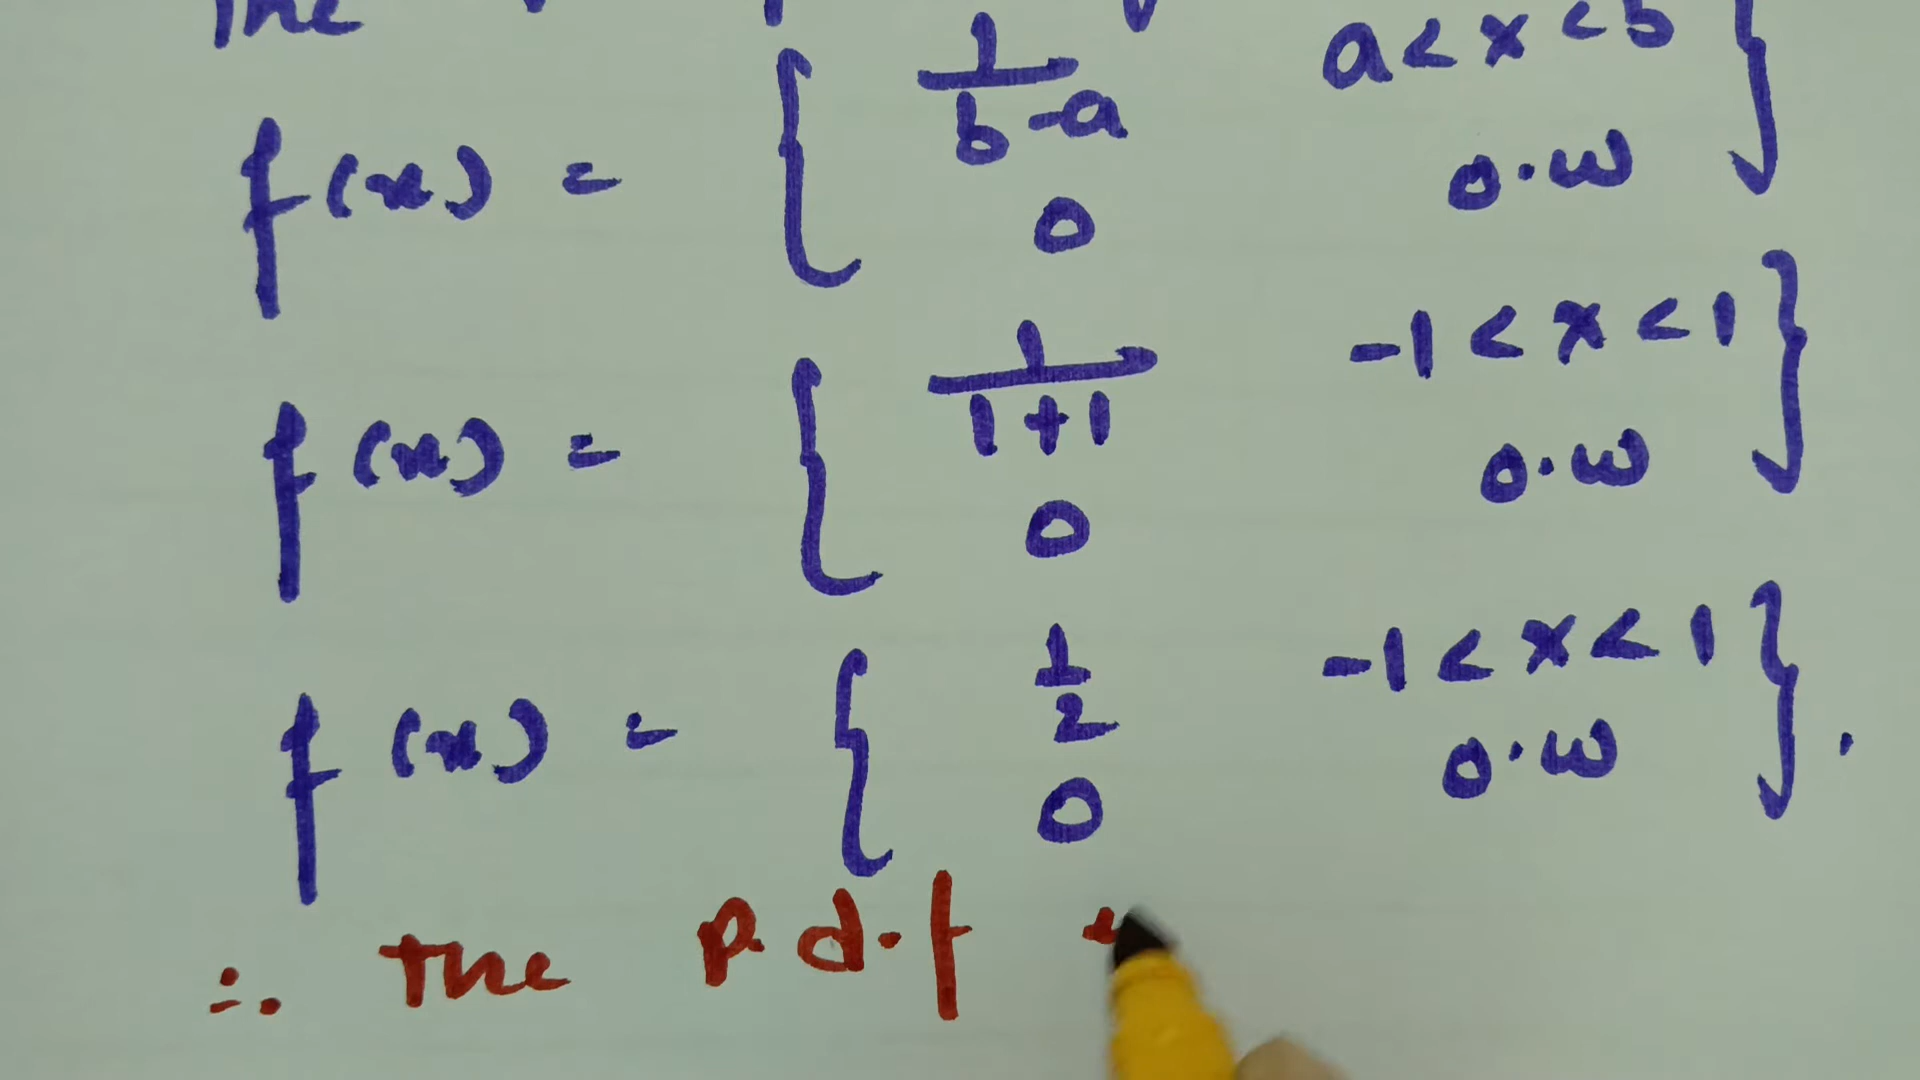 The
f(x) = { 1/(b-a) a < x < b }
0 o.w
f(x) = { 1/(1+1) -1 < x < 1 }
0 o.w
f(x) = { 1/2 -1 < x < 1 } .
0 o.w
∴ The p.d.f